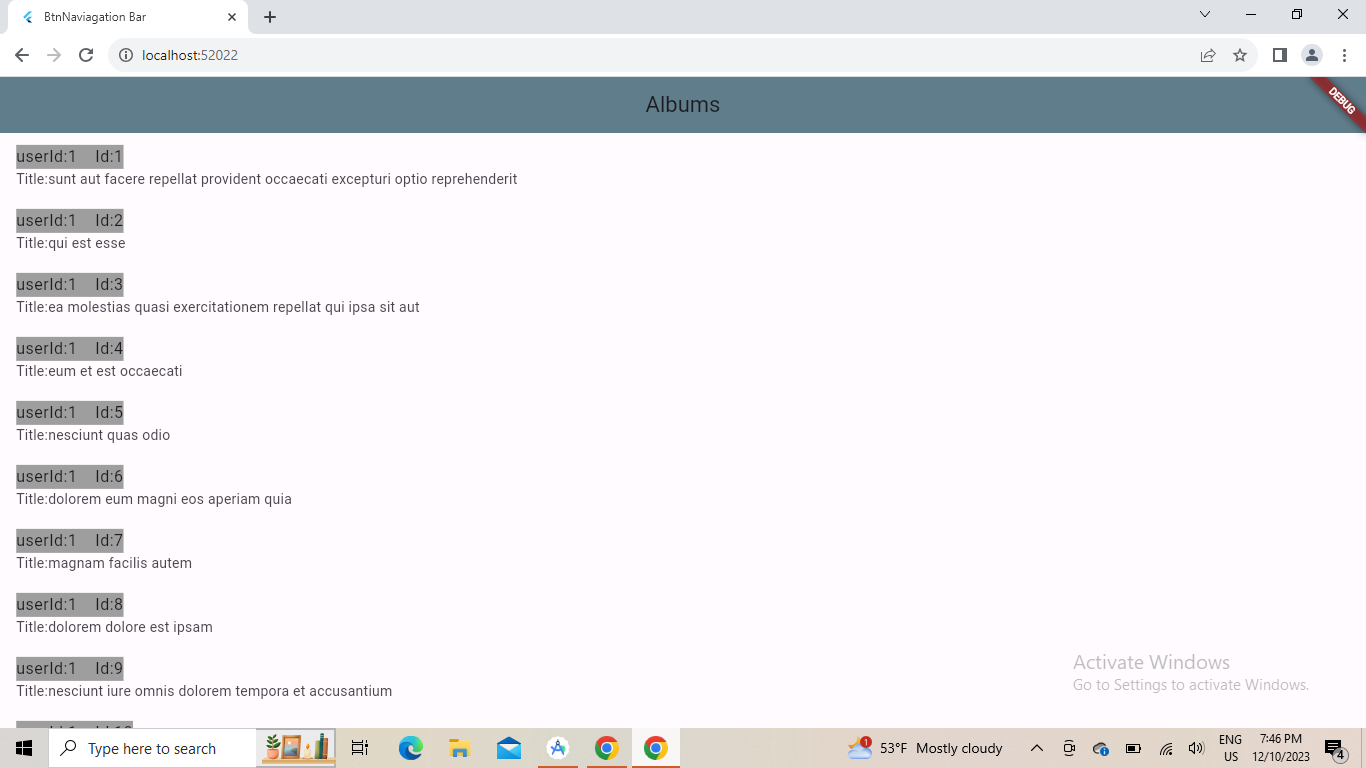 BtnNaviagation Bar
localhost:52022
Albums
DEBUG
userId:1 Id:1
Title:sunt aut facere repellat provident occaecati excepturi optio reprehenderit
userId:1 Id:2
Title:qui est esse
userId:1 Id:3
Title:ea molestias quasi exercitationem repellat qui ipsa sit aut
userId:1 Id:4
Title:eum et est occaecati
userId:1 Id:5
Title:nesciunt quas odio
userId:1 Id:6
Title:dolorem eum magni eos aperiam quia
userId:1 Id:7
Title:magnam facilis autem
userId:1 Id:8
Title:dolorem dolore est ipsam
userId:1 Id:9
Title:nesciunt iure omnis dolorem tempora et accusantium
Activate Windows
Go to Settings to activate Windows.
Type here to search
1
53°F Mostly cloudy
ENG
US
7:46 PM
12/10/2023
4